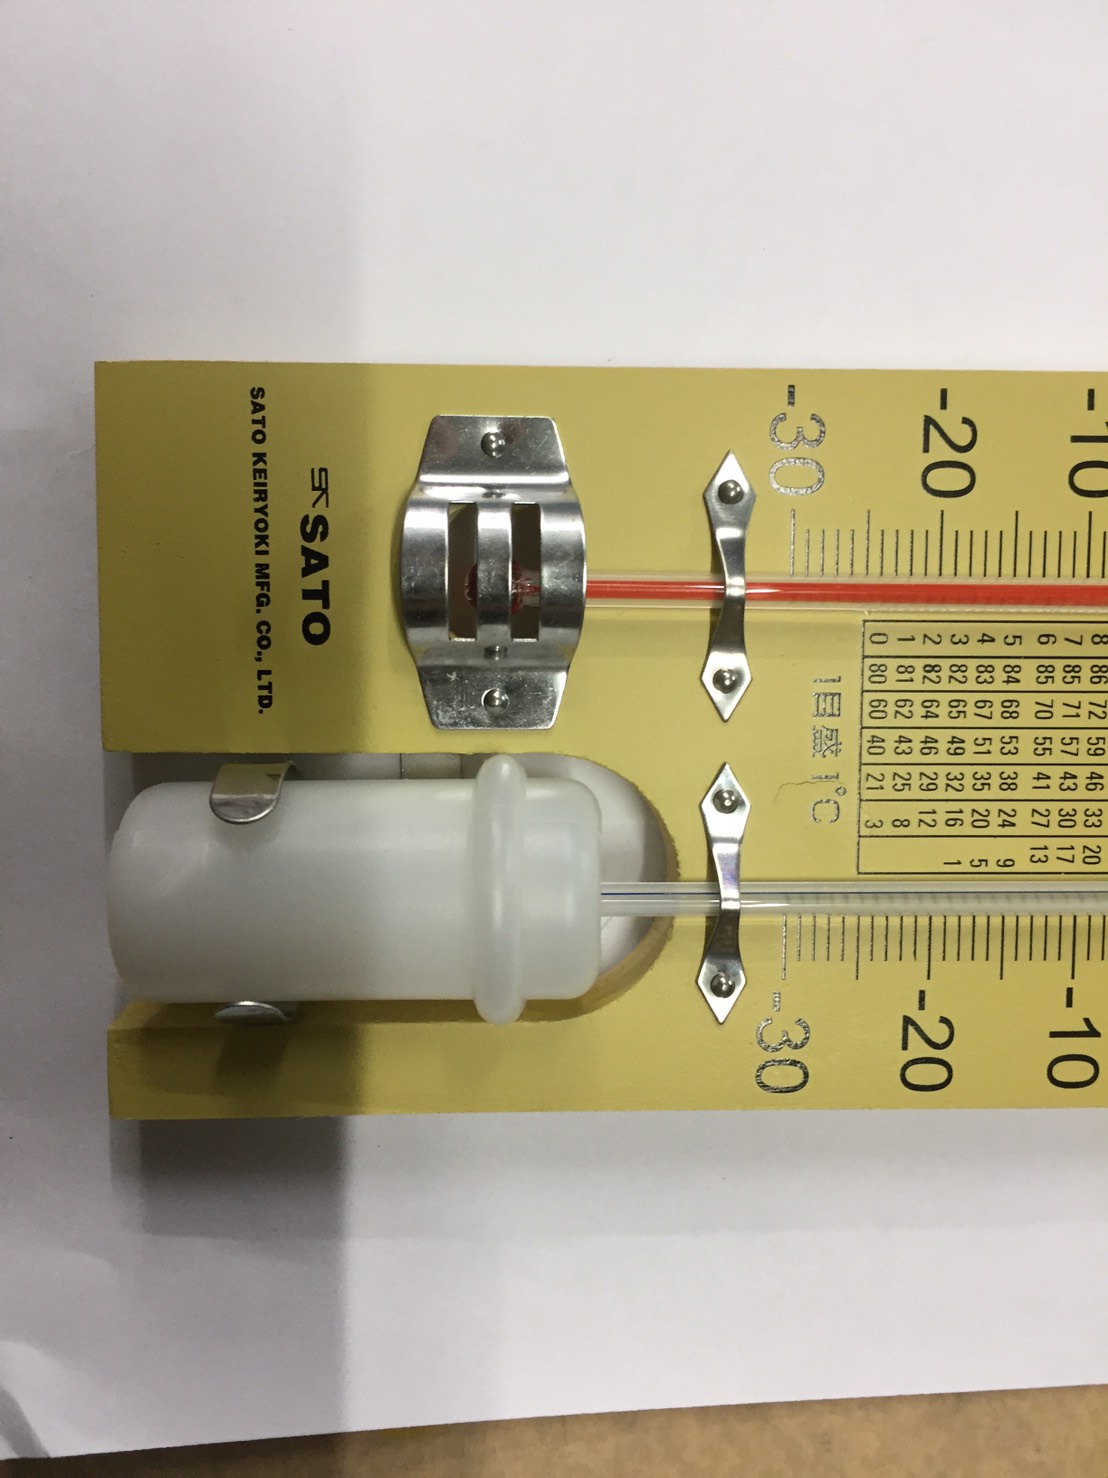 -10
8 86 72 59 46 33 20
7 85 71 57 43 30 17
-10
6 85 70 55 41 27 13
5 84 68 53 38 24 9
4 83 67 51 35 20 5
3 82 65 49 32 16 1
-20
2 82 64 46 29 12
-20
1 81 62 43 25 8
0 80 60 40 21 3
1目盛1℃
-30
-30
SK SATO
SATO KEIRYOKI MFG. CO., LTD.